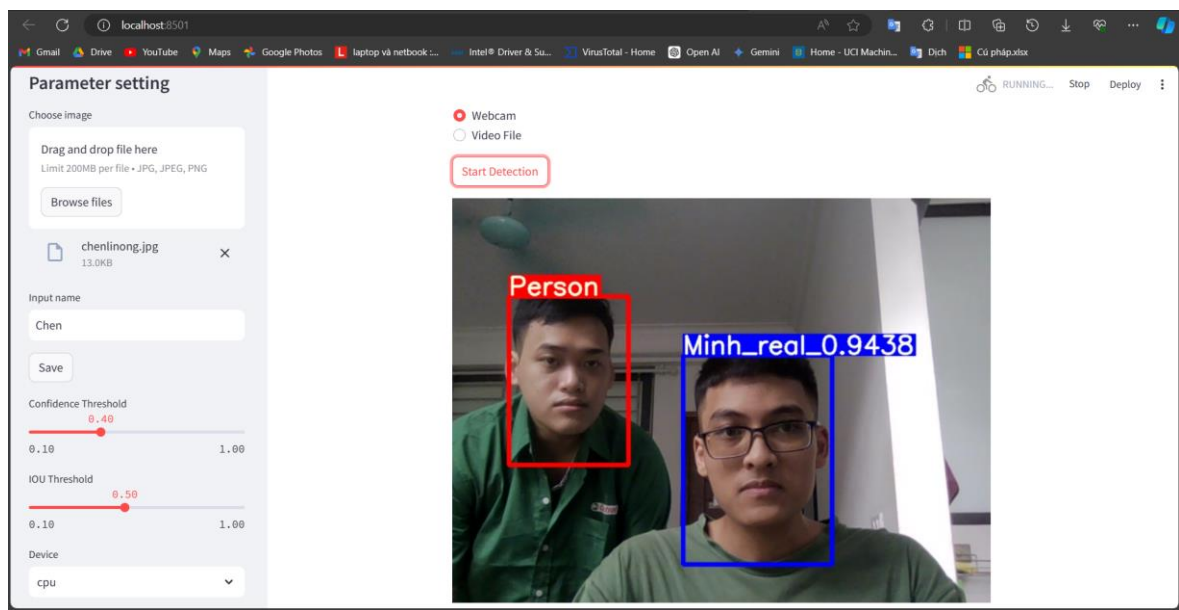 localhost:8501
Gmail Drive YouTube Maps Google Photos laptop và netbook :... Intel® Driver & Su... VirusTotal - Home Open AI Gemini Home - UCI Machin... Dịch Cú pháp.xlsx
Parameter setting
RUNNING... Stop Deploy
Choose image
Drag and drop file here
Limit 200MB per file • JPG, JPEG, PNG
Browse files
chenlinong.jpg
13.0KB
Input name
Chen
Save
Confidence Threshold
0.40
0.10 1.00
IOU Threshold
0.50
0.10 1.00
Device
cpu
Webcam
Video File
Start Detection
Person
Minh_real_0.9438